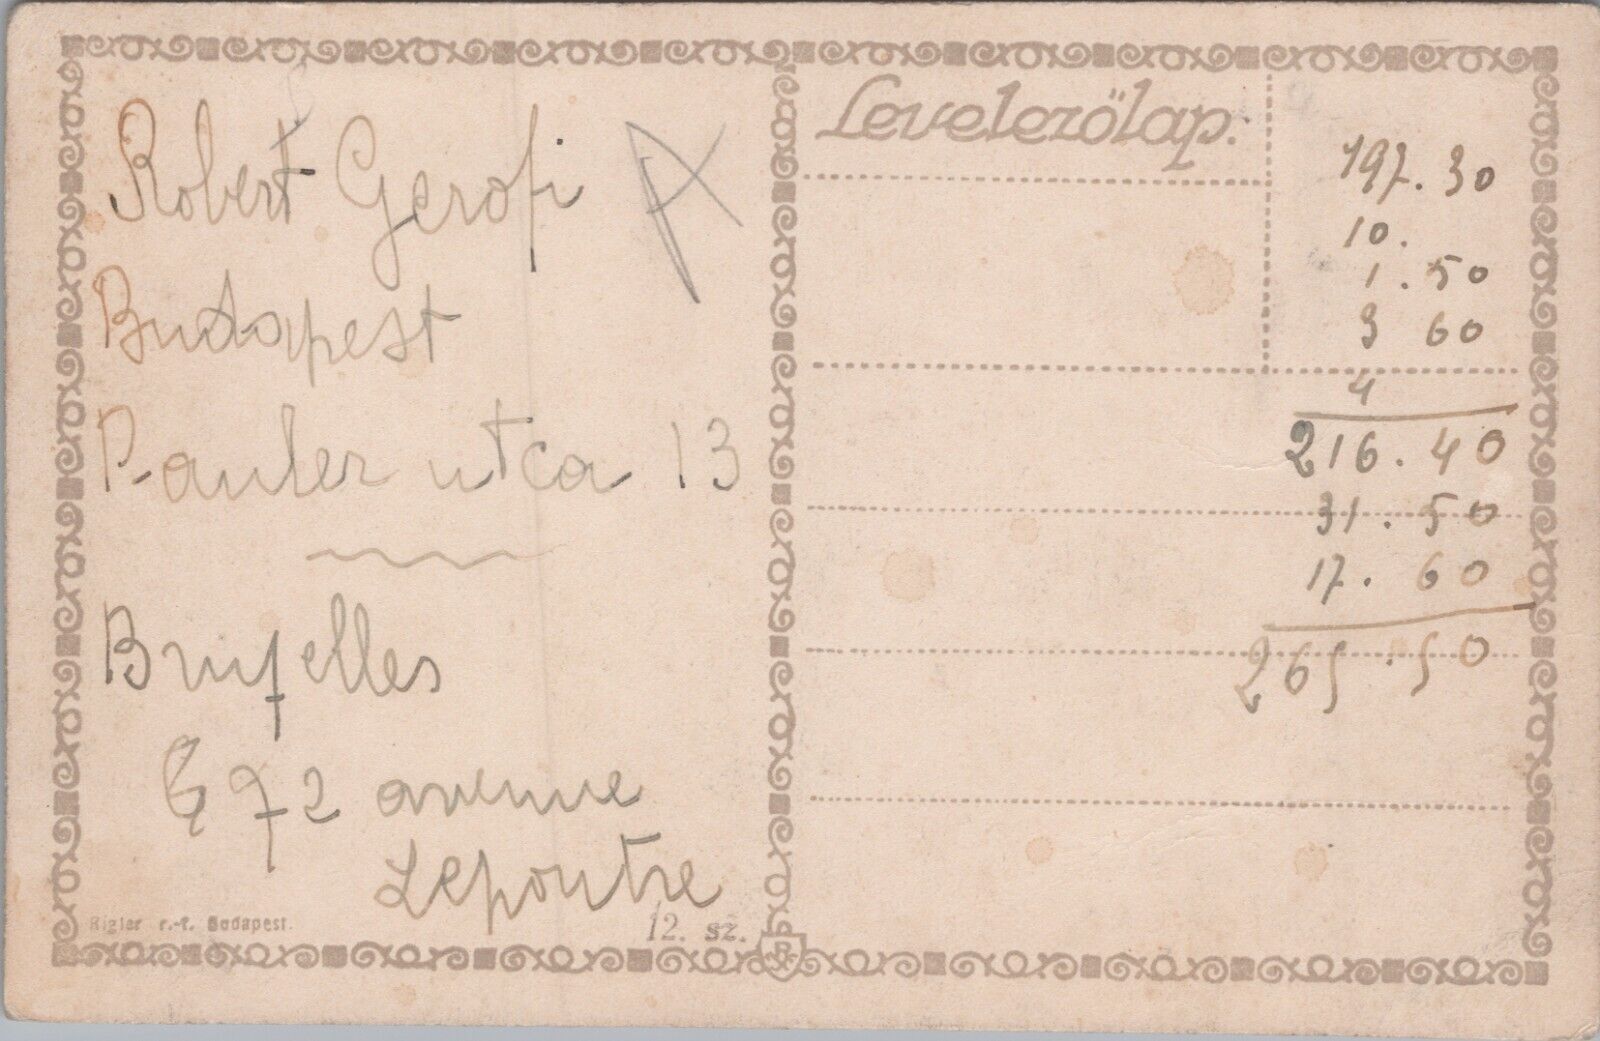 Robert Gerofi
Budapest
Pauler utca 13
Bruxelles
672 avenue
Lepoutre
Rigler r.-t. Budapest.
12. sz.
Levelezőlap.
197.30
10.
1.50
3 60
4
216.40
31.50
17.60
265.50